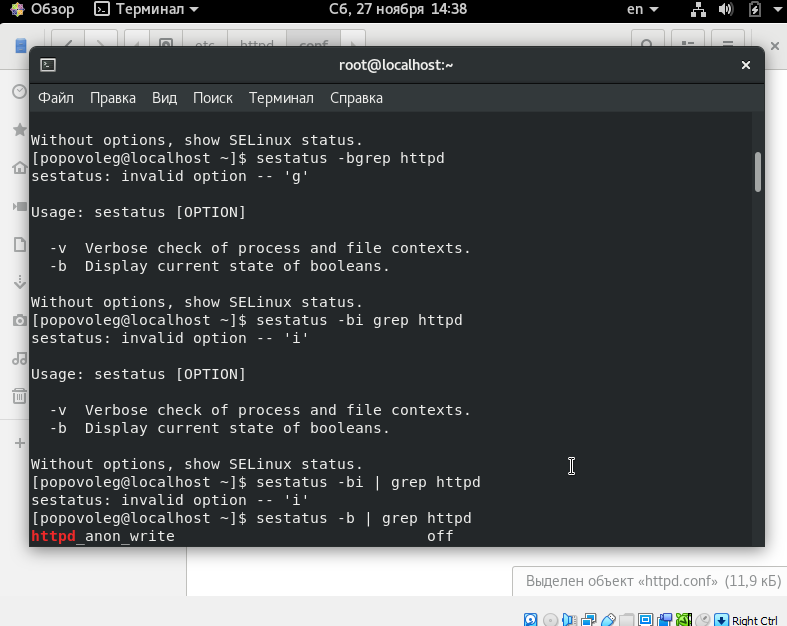 Обзор Терминал Сб, 27 ноября 14:38 en
httpd conf
root@localhost:~
Файл Правка Вид Поиск Терминал Справка
Without options, show SELinux status.
[popovoleg@localhost ~]$ sestatus -bgrep httpd
sestatus: invalid option -- 'g'
Usage: sestatus [OPTION]
-v Verbose check of process and file contexts.
-b Display current state of booleans.
Without options, show SELinux status.
[popovoleg@localhost ~]$ sestatus -bi grep httpd
sestatus: invalid option -- 'i'
Usage: sestatus [OPTION]
-v Verbose check of process and file contexts.
-b Display current state of booleans.
Without options, show SELinux status.
[popovoleg@localhost ~]$ sestatus -bi | grep httpd
sestatus: invalid option -- 'i'
[popovoleg@localhost ~]$ sestatus -b | grep httpd
httpd_anon_write off
Выделен объект «httpd.conf» (11,9 кБ)
Right Ctrl